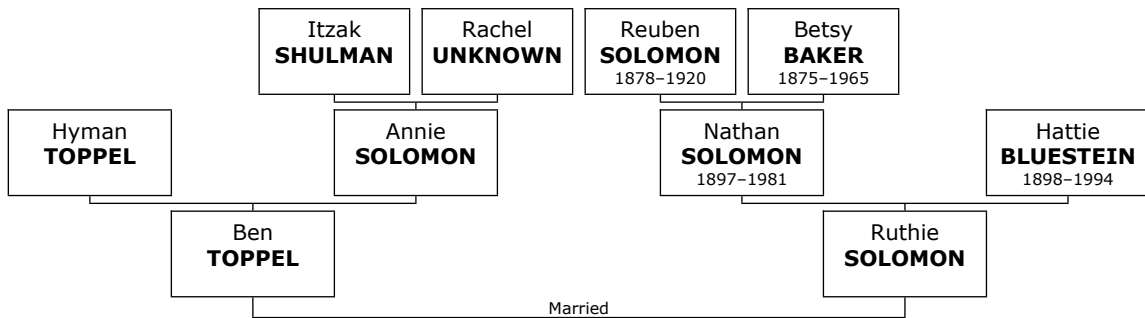 Itzak
SHULMAN
Rachel
UNKNOWN
Reuben
SOLOMON
1878–1920
Betsy
BAKER
1875–1965
Hyman
TOPPEL
Annie
SOLOMON
Nathan
SOLOMON
1897–1981
Hattie
BLUESTEIN
1898–1994
Ben
TOPPEL
Ruthie
SOLOMON
Married